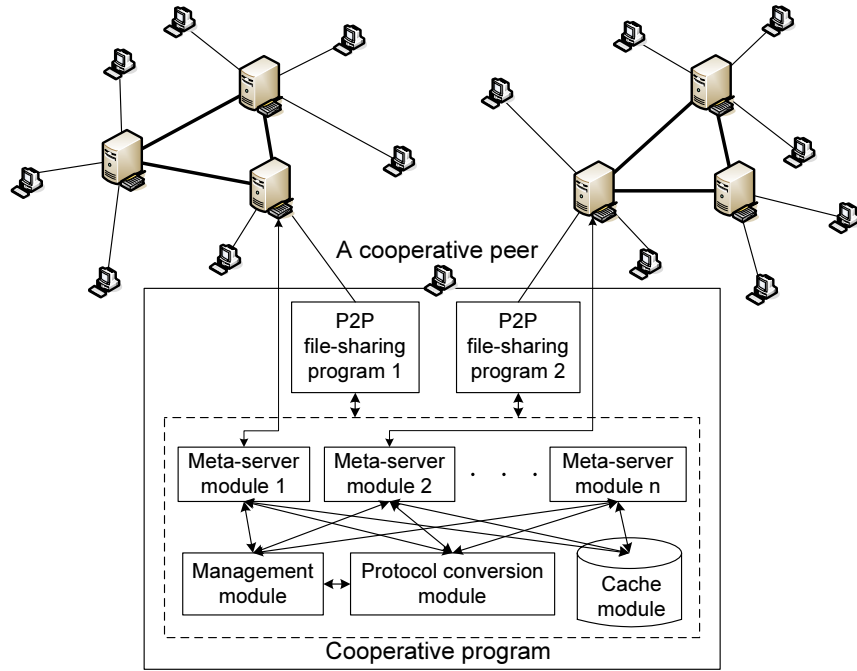 A cooperative peer
P2P
file-sharing
program 1
P2P
file-sharing
program 2
Meta-server
module 1
Meta-server
module 2
. . .
Meta-server
module n
Management
module
Protocol conversion
module
Cache
module
Cooperative program